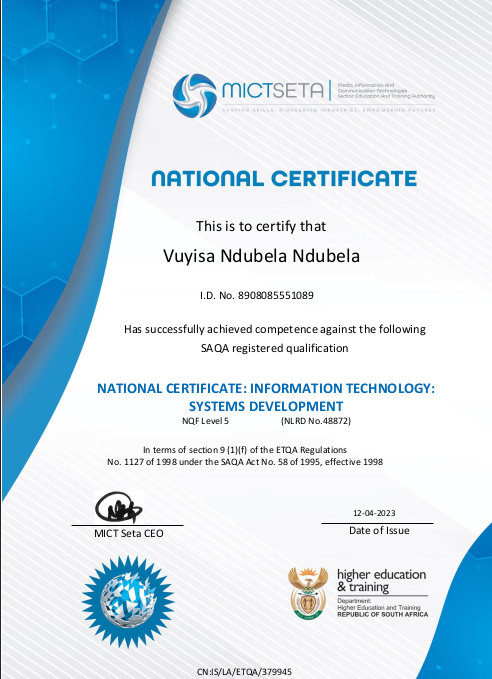 MICTSETA
Media, Information And
Communication Technologies
Sector Education And Training Authority
NATIONAL CERTIFICATE
This is to certify that
Vuyisa Ndubela Ndubela
I.D. No. 8908085551089
Has successfully achieved competence against the following
SAQA registered qualification
NATIONAL CERTIFICATE: INFORMATION TECHNOLOGY:
SYSTEMS DEVELOPMENT
NQF Level 5 (NLRD No.48872)
In terms of section 9 (1)(f) of the ETQA Regulations
No. 1127 of 1998 under the SAQA Act No. 58 of 1995, effective 1998
12-04-2023
MICT Seta CEO
Date of Issue
higher education
& training
Department:
Higher Education and Training
REPUBLIC OF SOUTH AFRICA
CN:IS/LA/ETQA/379945